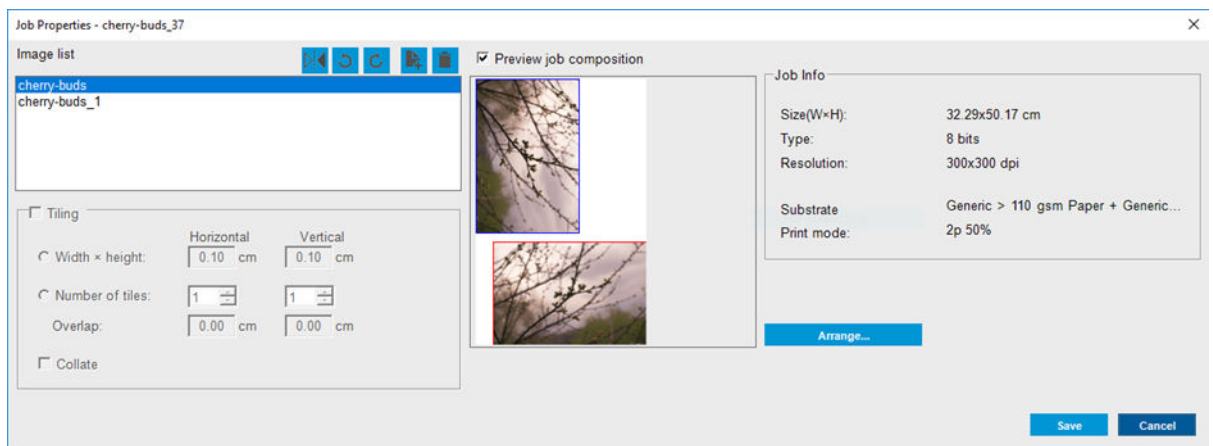 Job Properties - cherry-buds_37
Image list
cherry-buds
cherry-buds_1
Tiling
Horizontal Vertical
Width × height: 0.10 cm 0.10 cm
Number of tiles: 1 1
Overlap: 0.00 cm 0.00 cm
Collate
Preview job composition
Job Info
Size(W×H): 32.29x50.17 cm
Type: 8 bits
Resolution: 300x300 dpi
Substrate Generic > 110 gsm Paper + Generic...
Print mode: 2p 50%
Arrange...
Save Cancel